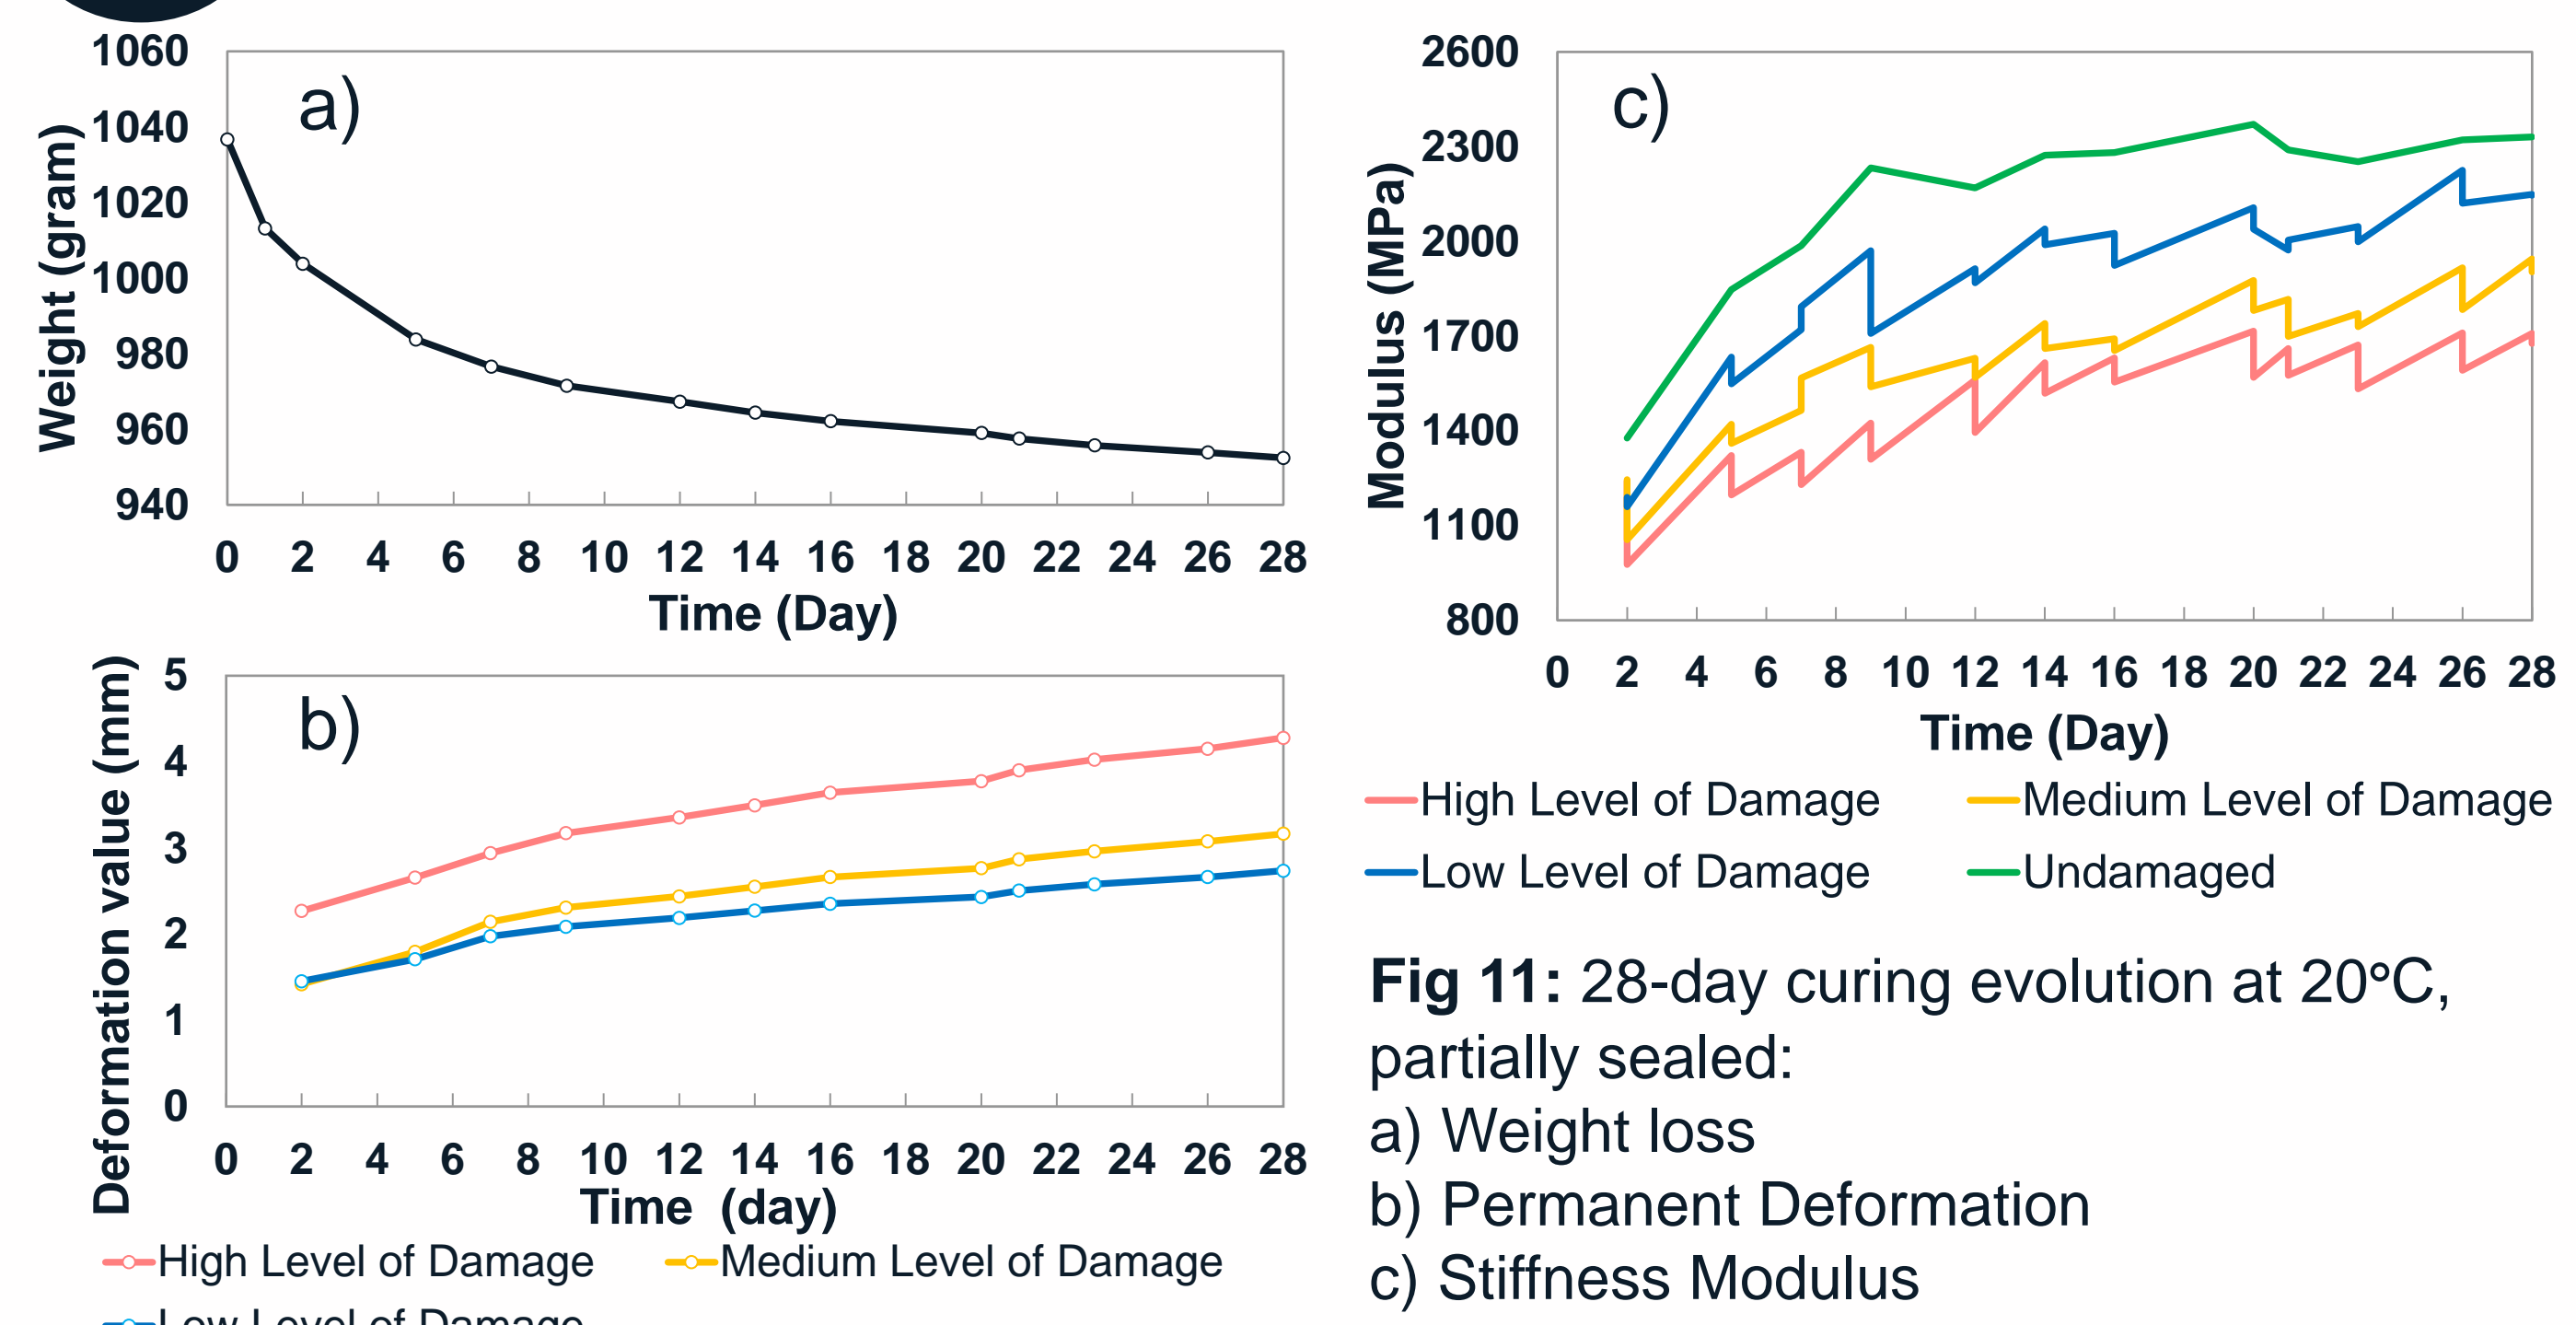 a)
1060
1040
1020
1000
980
960
940
Weight (gram)
0 2 4 6 8 10 12 14 16 18 20 22 24 26 28
Time (Day)
b)
5
4
3
2
1
0
Deformation value (mm)
0 2 4 6 8 10 12 14 16 18 20 22 24 26 28
Time (day)
High Level of Damage Medium Level of Damage
Low Level of Damage
c)
2600
2300
2000
1700
1400
1100
800
Modulus (MPa)
0 2 4 6 8 10 12 14 16 18 20 22 24 26 28
Time (Day)
High Level of Damage Medium Level of Damage
Low Level of Damage Undamaged
Fig 11: 28-day curing evolution at 20°C,
partially sealed:
a) Weight loss
b) Permanent Deformation
c) Stiffness Modulus